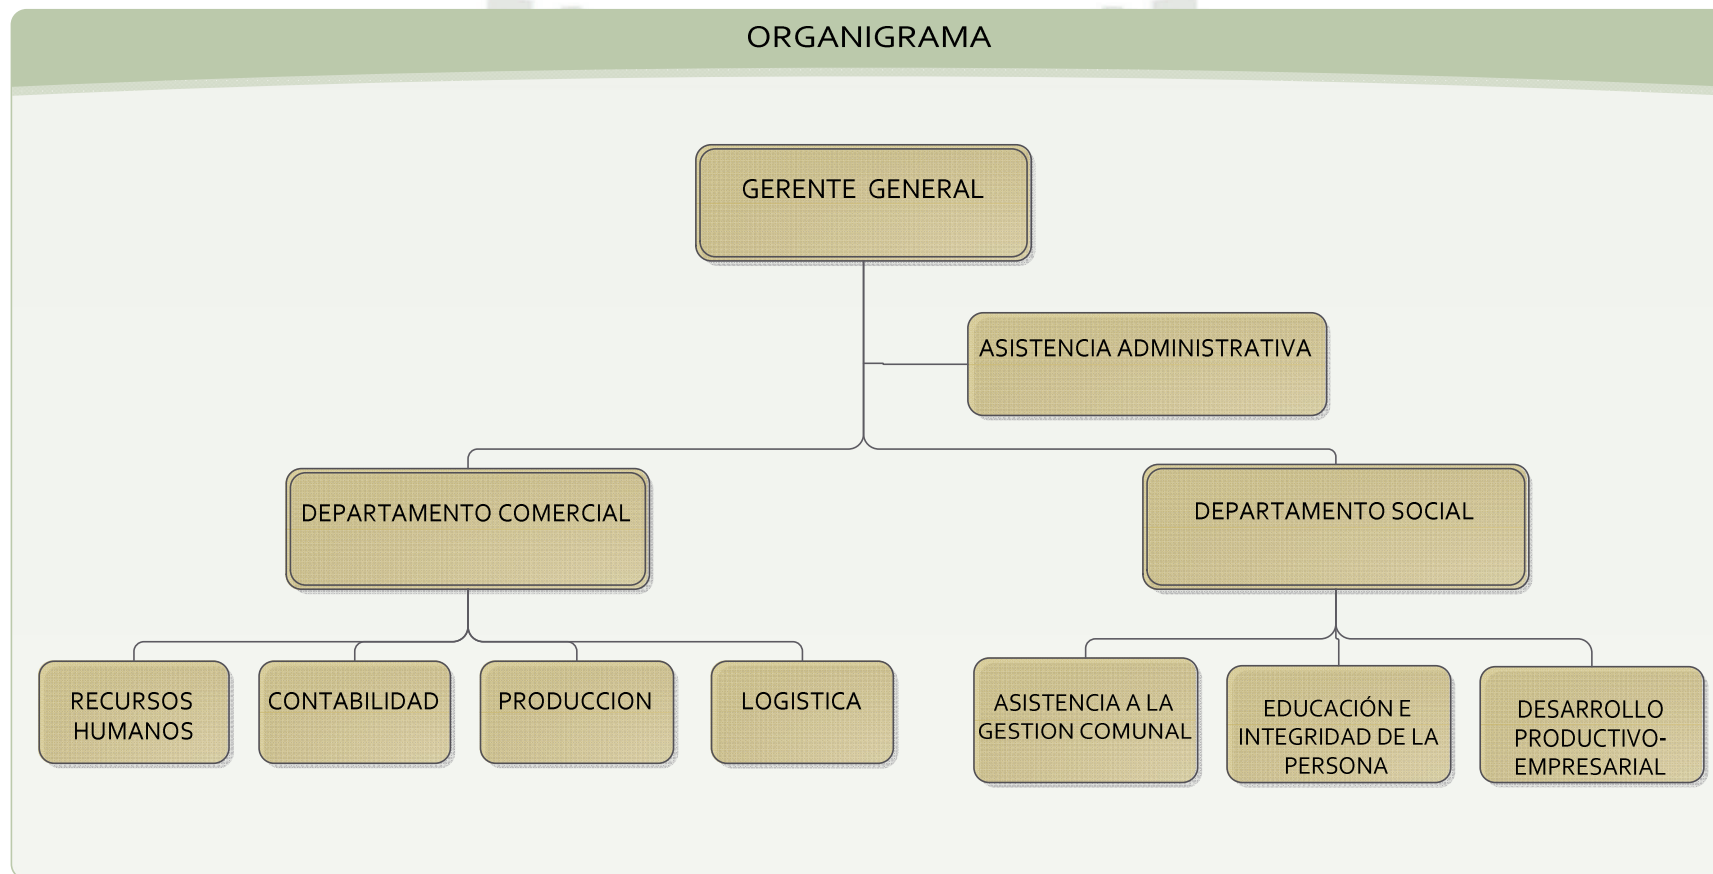 ORGANIGRAMA
GERENTE GENERAL
ASISTENCIA ADMINISTRATIVA
DEPARTAMENTO COMERCIAL
DEPARTAMENTO SOCIAL
RECURSOS
HUMANOS
CONTABILIDAD
PRODUCCION
LOGISTICA
ASISTENCIA A LA
GESTION COMUNAL
EDUCACIÓN E
INTEGRIDAD DE LA
PERSONA
DESARROLLO
PRODUCTIVO-
EMPRESARIAL